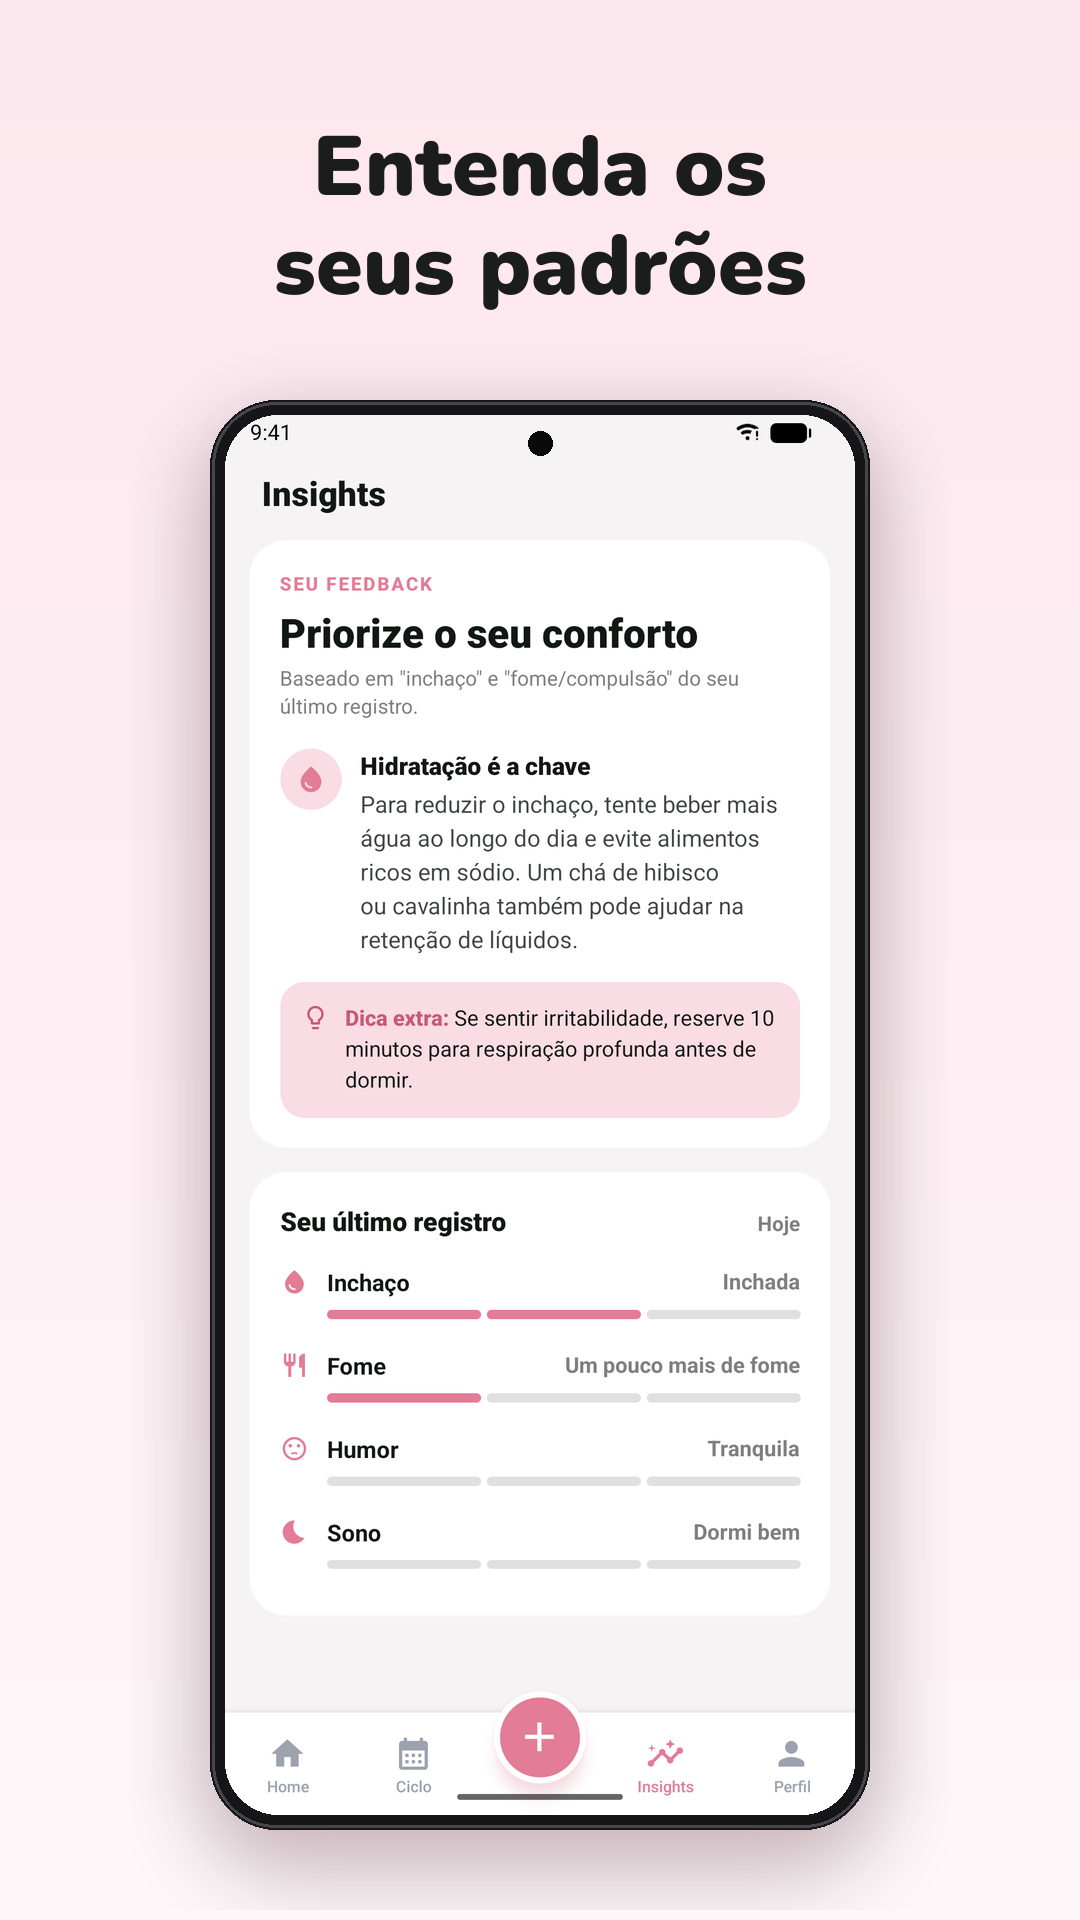 Entenda os
seus padrões
9:41
Insights
SEU FEEDBACK
Priorize o seu conforto
Baseado em "inchaço" e "fome/compulsão" do seu
último registro.
Hidratação é a chave
Para reduzir o inchaço, tente beber mais
água ao longo do dia e evite alimentos
ricos em sódio. Um chá de hibisco
ou cavalinha também pode ajudar na
retenção de líquidos.
Dica extra: Se sentir irritabilidade, reserve 10
minutos para respiração profunda antes de
dormir.
Seu último registro Hoje
Inchaço Inchada
Fome Um pouco mais de fome
Humor Tranquila
Sono Dormi bem
Home Ciclo Insights Perfil